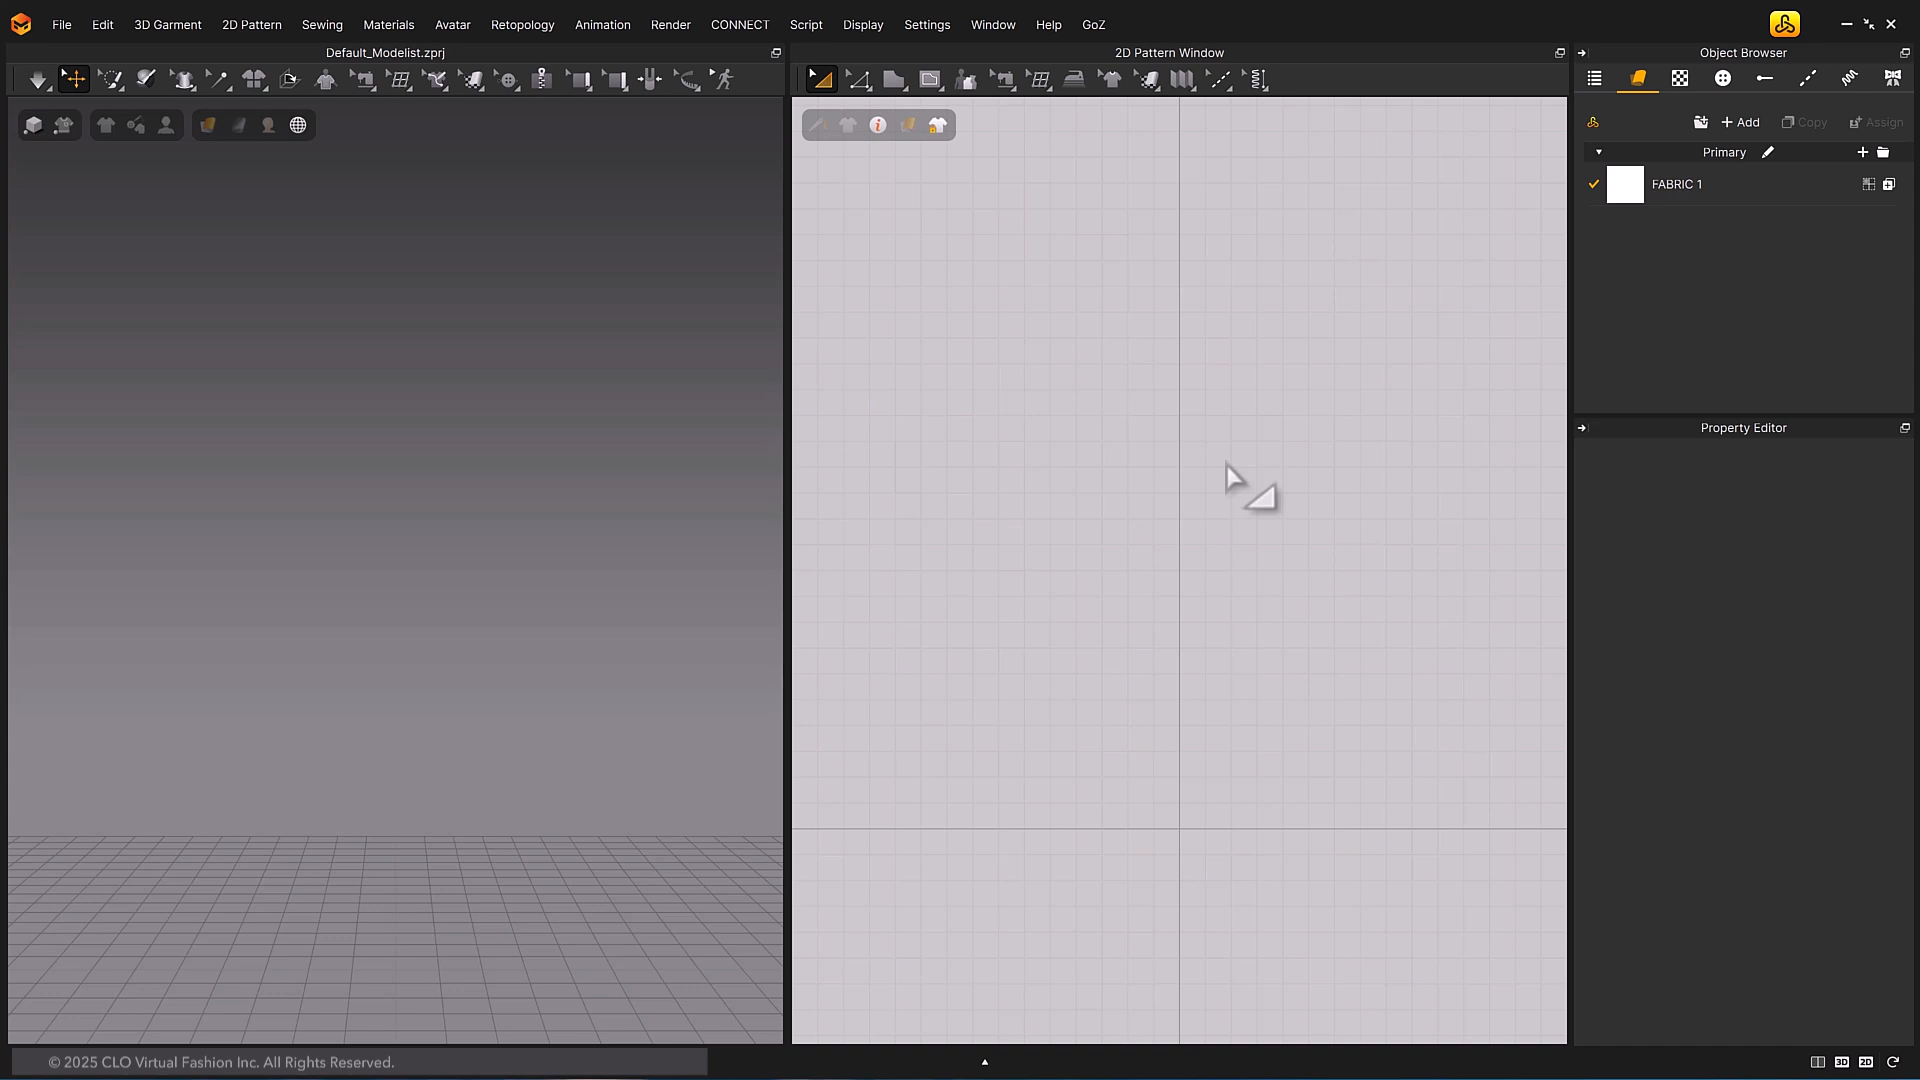 File Edit 3D Garment 2D Pattern Sewing Materials Avatar Retopology Animation Render CONNECT Script Display Settings Window Help GoZ
Default_Modelist.zprj
2D Pattern Window
Object Browser
+ Add Copy Assign
Primary
FABRIC 1
Property Editor
© 2025 CLO Virtual Fashion Inc. All Rights Reserved.
3D 2D